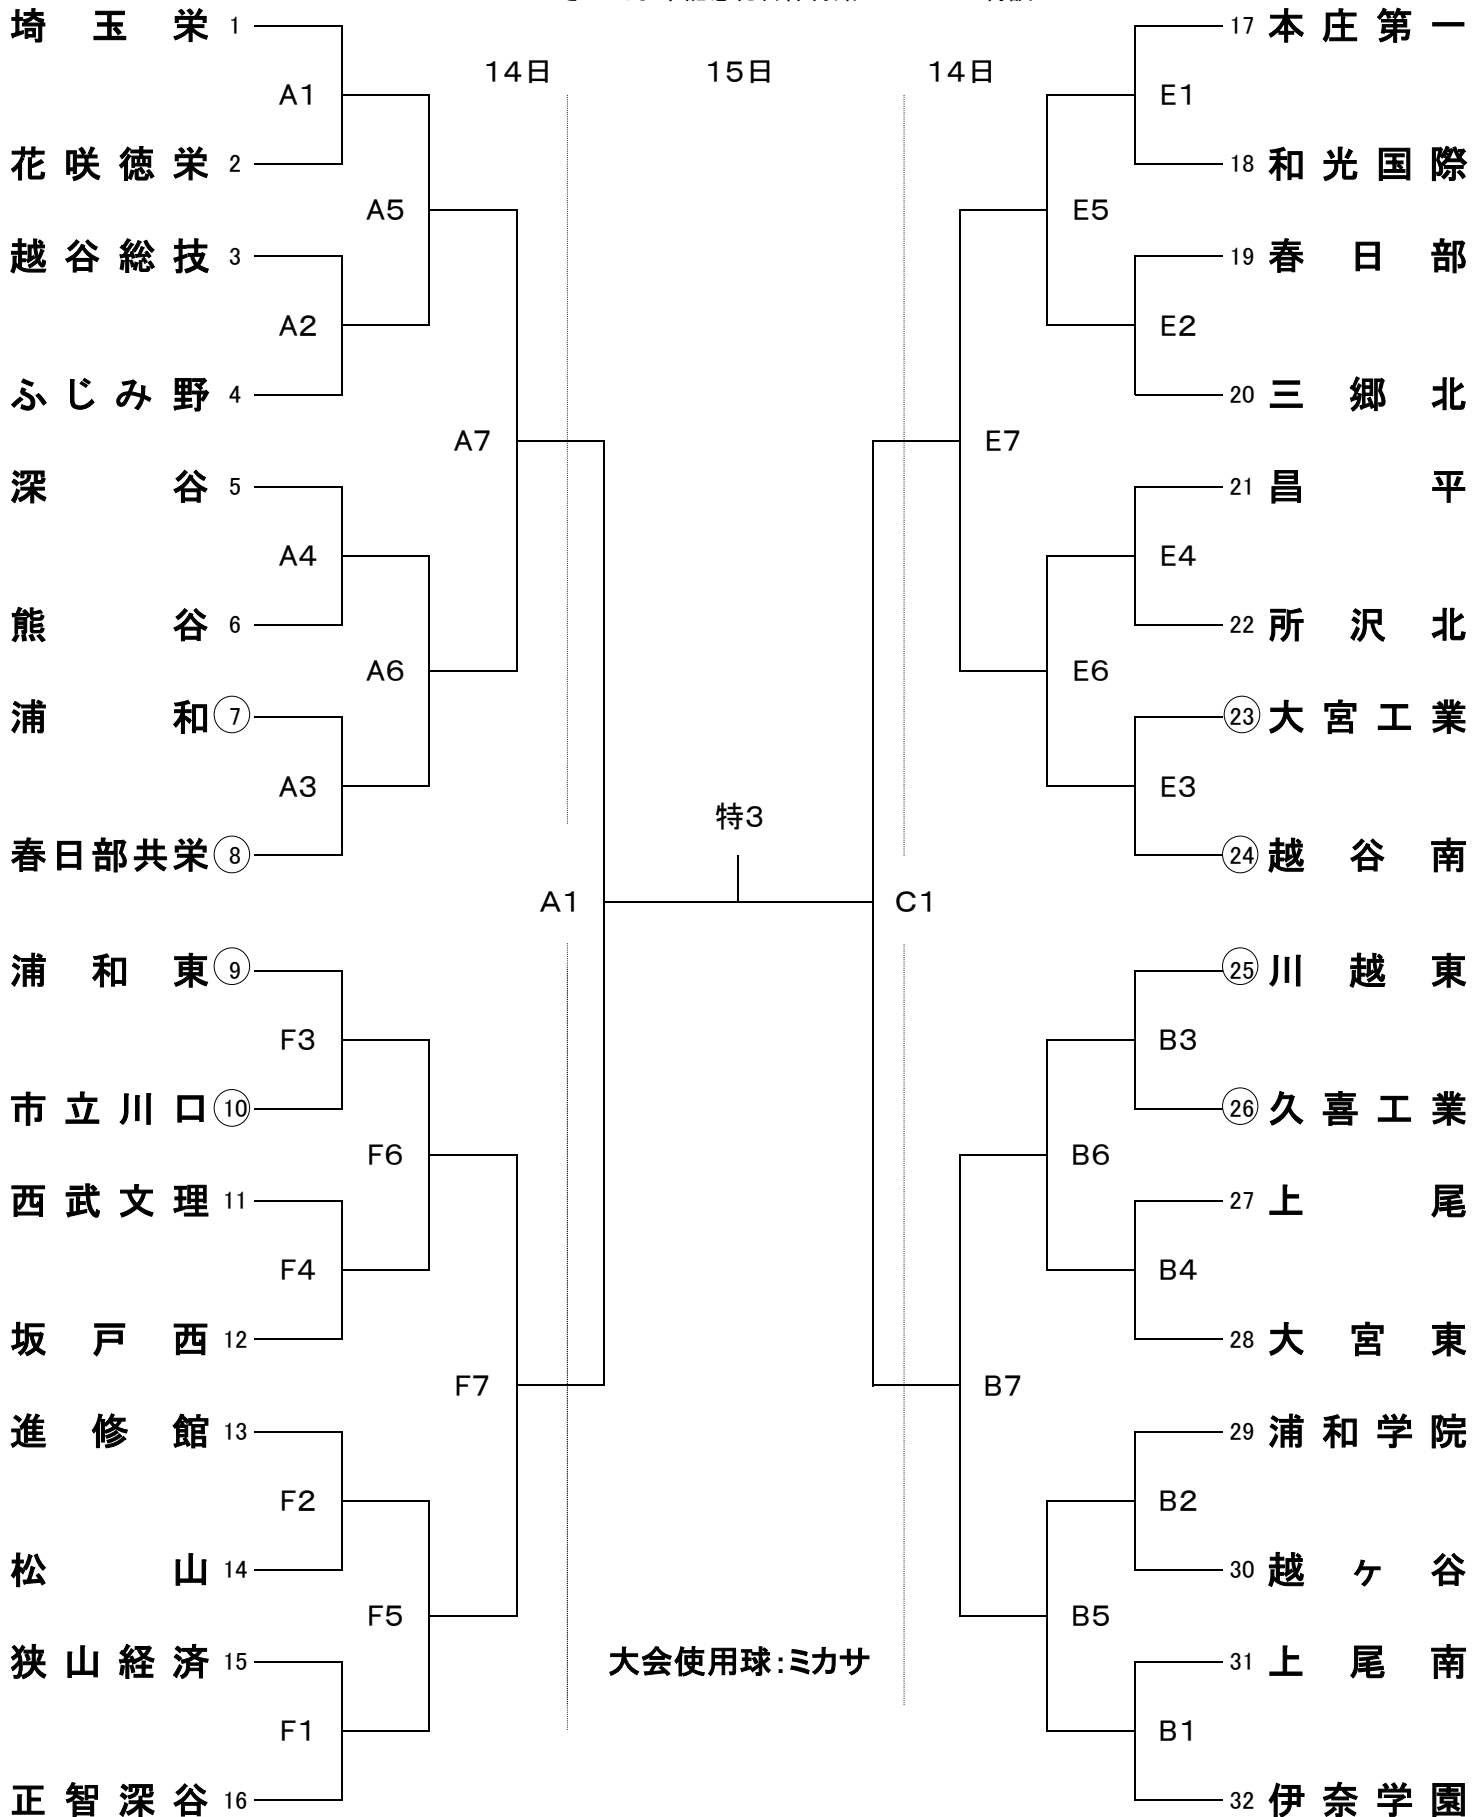 埼玉栄 1
17 本庄第一
14日 15日 14日
A1
E1
花咲徳栄 2
18 和光国際
A5
E5
越谷総技 3
19 春日部
A2
E2
ふじみ野 4
20 三郷北
A7
E7
深谷 5
21 昌平
A4
E4
熊谷 6
22 所沢北
A6
E6
浦和 7
23 大宮工業
A3
E3
特3
春日部共栄 8
24 越谷南
A1
C1
浦和東 9
25 川越東
F3
B3
市立川口 10
26 久喜工業
F6
B6
西武文理 11
27 上尾
F4
B4
坂戸西 12
28 大宮東
F7
B7
進修館 13
29 浦和学院
F2
B2
松山 14
30 越ヶ谷
F5
B5
狭山経済 15
大会使用球:ミカサ
31 上尾南
F1
B1
正智深谷 16
32 伊奈学園